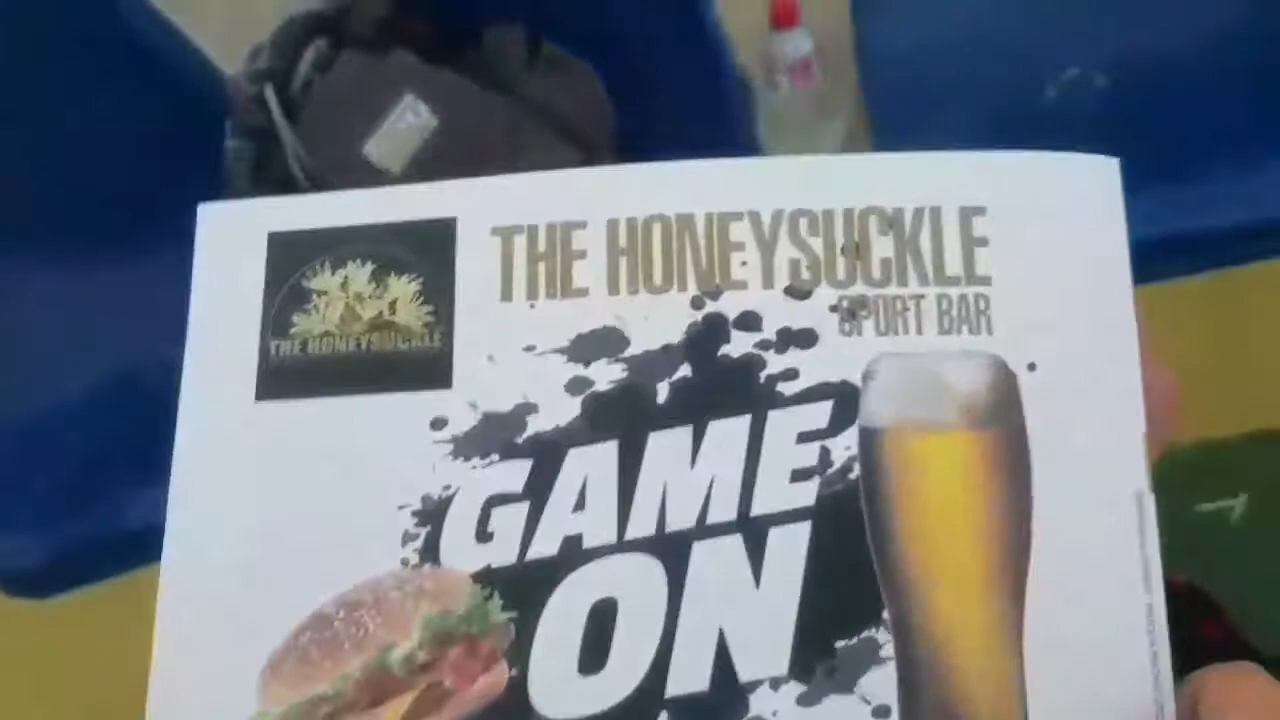 THE HONEYSUCKLE
THE HONEYSUCKLE
SPORT BAR
GAME
ON